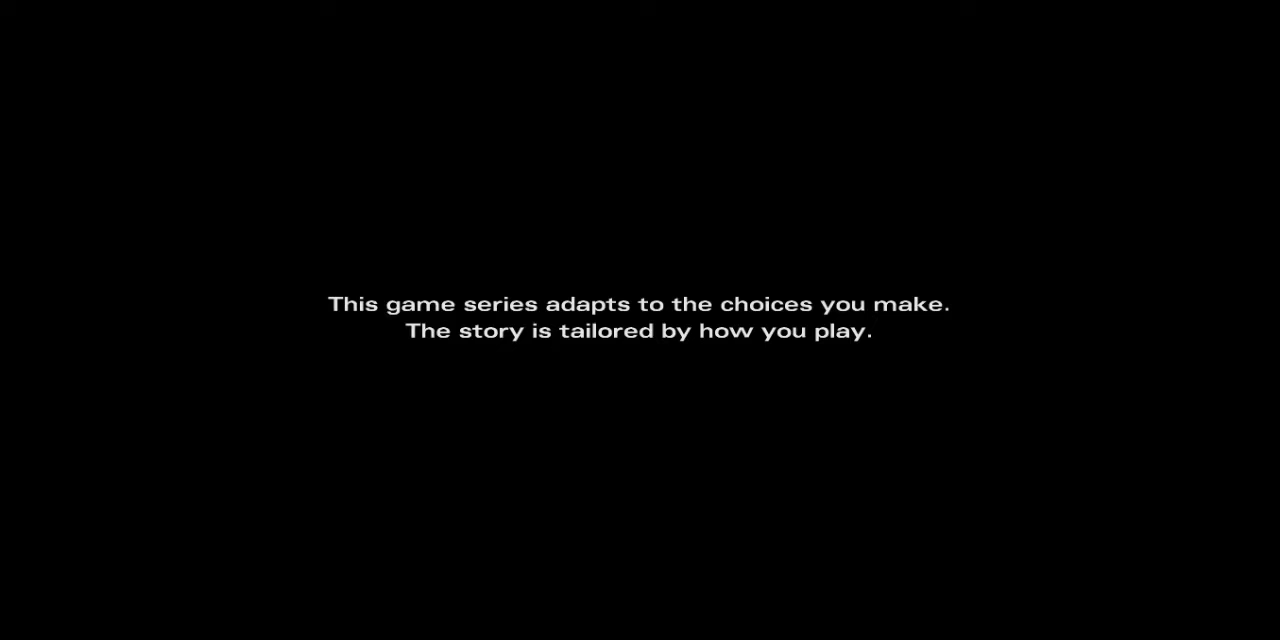 This game series adapts to the choices you make.
The story is tailored by how you play.